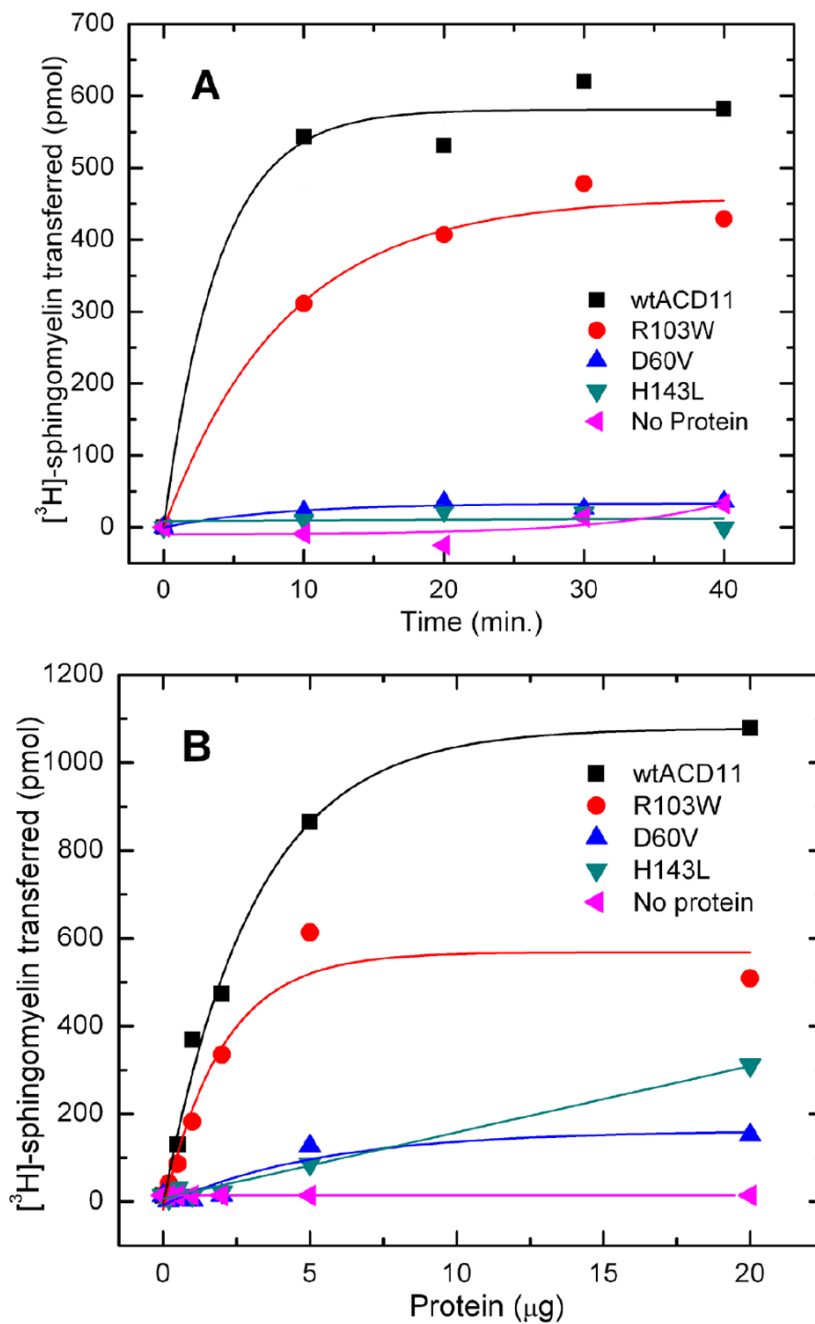 A
[³H]-sphingomyelin transferred (pmol)
700
600
500
400
300
200
100
0
wtACD11
R103W
D60V
H143L
No Protein
0 10 20 30 40
Time (min.)
B
[³H]-sphingomyelin transferred (pmol)
1200
1000
800
600
400
200
0
wtACD11
R103W
D60V
H143L
No protein
0 5 10 15 20
Protein (μg)